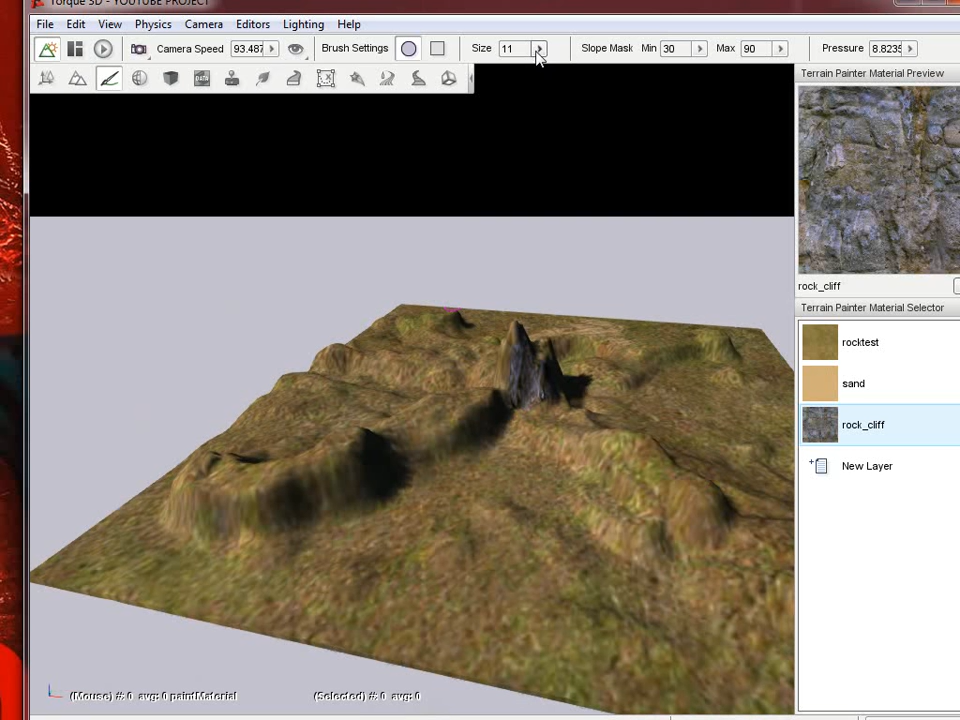 Torque 3D - YOUTUBE PROJECT
File Edit View Physics Camera Editors Lighting Help
Camera Speed 93.487 Brush Settings Size 11 Slope Mask Min 30 Max 90 Pressure 8.8235
DATA
Terrain Painter Material Preview
rock_cliff
Terrain Painter Material Selector
rocktest
sand
rock_cliff
New Layer
(Mouse) #: 0 avg: 0 paintMaterial (Selected) #: 0 avg: 0